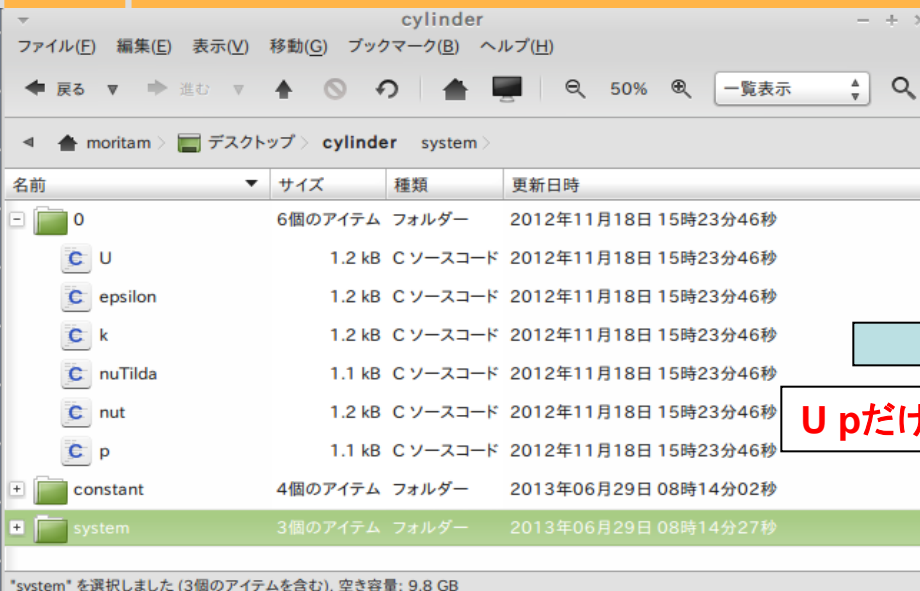 cylinder
ファイル(F) 編集(E) 表示(V) 移動(G) ブックマーク(B) ヘルプ(H)
戻る 進む 50% 一覧表示
moritam デスクトップ cylinder system
名前 サイズ 種類 更新日時
0 6個のアイテム フォルダー 2012年11月18日 15時23分46秒
U 1.2 kB C ソースコード 2012年11月18日 15時23分46秒
epsilon 1.2 kB C ソースコード 2012年11月18日 15時23分46秒
k 1.2 kB C ソースコード 2012年11月18日 15時23分46秒
nuTilda 1.1 kB C ソースコード 2012年11月18日 15時23分46秒
nut 1.2 kB C ソースコード 2012年11月18日 15時23分46秒
p 1.1 kB C ソースコード 2012年11月18日 15時23分46秒
U pだけ
constant 4個のアイテム フォルダー 2013年06月29日 08時14分02秒
system 3個のアイテム フォルダー 2013年06月29日 08時14分27秒
"system" を選択しました (3個のアイテムを含む), 空き容量: 9.8 GB